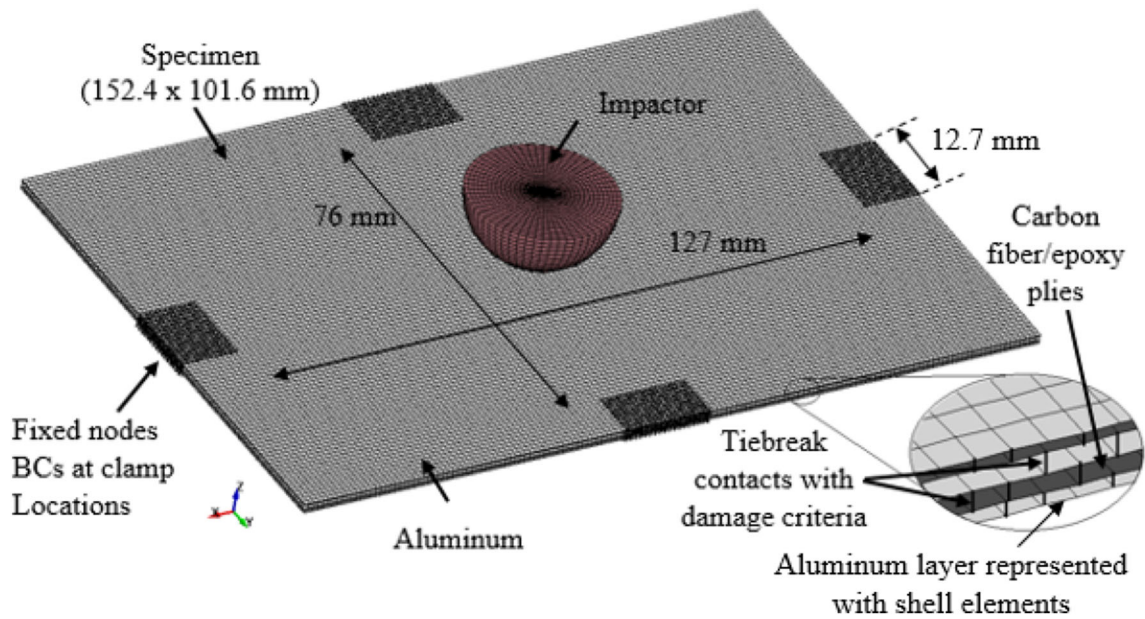 Specimen
(152.4 x 101.6 mm)
Impactor
12.7 mm
76 mm
127 mm
Carbon
fiber/epoxy
plies
Fixed nodes
BCs at clamp
Locations
Z
X
Y
Aluminum
Tiebreak
contacts with
damage criteria
Aluminum layer represented
with shell elements